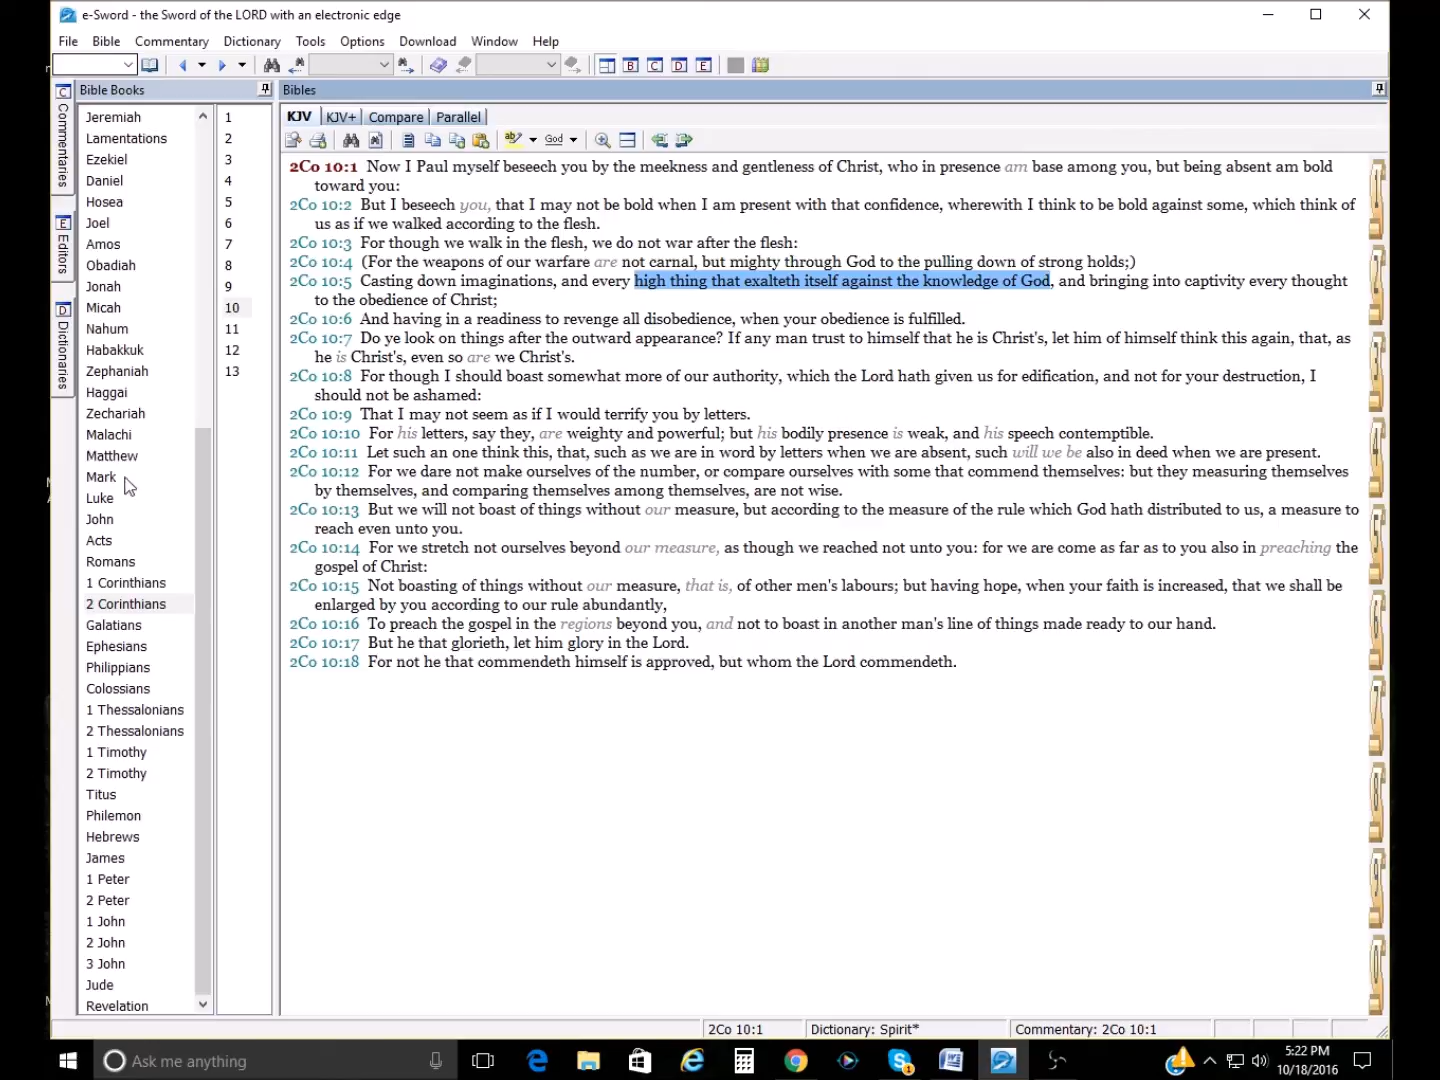 e-Sword - the Sword of the LORD with an electronic edge
File Bible Commentary Dictionary Tools Options Download Window Help
B C D E
Bible Books
Bibles
C Commentaries
E Editors
D Dictionaries
Jeremiah
Lamentations
Ezekiel
Daniel
Hosea
Joel
Amos
Obadiah
Jonah
Micah
Nahum
Habakkuk
Zephaniah
Haggai
Zechariah
Malachi
Matthew
Mark
Luke
John
Acts
Romans
1 Corinthians
2 Corinthians
Galatians
Ephesians
Philippians
Colossians
1 Thessalonians
2 Thessalonians
1 Timothy
2 Timothy
Titus
Philemon
Hebrews
James
1 Peter
2 Peter
1 John
2 John
3 John
Jude
Revelation
1
2
3
4
5
6
7
8
9
10
11
12
13
KJV KJV+ Compare Parallel
God
2Co 10:1 Now I Paul myself beseech you by the meekness and gentleness of Christ, who in presence am base among you, but being absent am bold
toward you:
2Co 10:2 But I beseech you, that I may not be bold when I am present with that confidence, wherewith I think to be bold against some, which think of
us as if we walked according to the flesh.
2Co 10:3 For though we walk in the flesh, we do not war after the flesh:
2Co 10:4 (For the weapons of our warfare are not carnal, but mighty through God to the pulling down of strong holds;)
2Co 10:5 Casting down imaginations, and every high thing that exalteth itself against the knowledge of God, and bringing into captivity every thought
to the obedience of Christ;
2Co 10:6 And having in a readiness to revenge all disobedience, when your obedience is fulfilled.
2Co 10:7 Do ye look on things after the outward appearance? If any man trust to himself that he is Christ's, let him of himself think this again, that, as
he is Christ's, even so are we Christ's.
2Co 10:8 For though I should boast somewhat more of our authority, which the Lord hath given us for edification, and not for your destruction, I
should not be ashamed:
2Co 10:9 That I may not seem as if I would terrify you by letters.
2Co 10:10 For his letters, say they, are weighty and powerful; but his bodily presence is weak, and his speech contemptible.
2Co 10:11 Let such an one think this, that, such as we are in word by letters when we are absent, such will we be also in deed when we are present.
2Co 10:12 For we dare not make ourselves of the number, or compare ourselves with some that commend themselves: but they measuring themselves
by themselves, and comparing themselves among themselves, are not wise.
2Co 10:13 But we will not boast of things without our measure, but according to the measure of the rule which God hath distributed to us, a measure to
reach even unto you.
2Co 10:14 For we stretch not ourselves beyond our measure, as though we reached not unto you: for we are come as far as to you also in preaching the
gospel of Christ:
2Co 10:15 Not boasting of things without our measure, that is, of other men's labours; but having hope, when your faith is increased, that we shall be
enlarged by you according to our rule abundantly,
2Co 10:16 To preach the gospel in the regions beyond you, and not to boast in another man's line of things made ready to our hand.
2Co 10:17 But he that glorieth, let him glory in the Lord.
2Co 10:18 For not he that commendeth himself is approved, but whom the Lord commendeth.
2Co 10:1 Dictionary: Spirit* Commentary: 2Co 10:1
Ask me anything
5:22 PM
10/18/2016